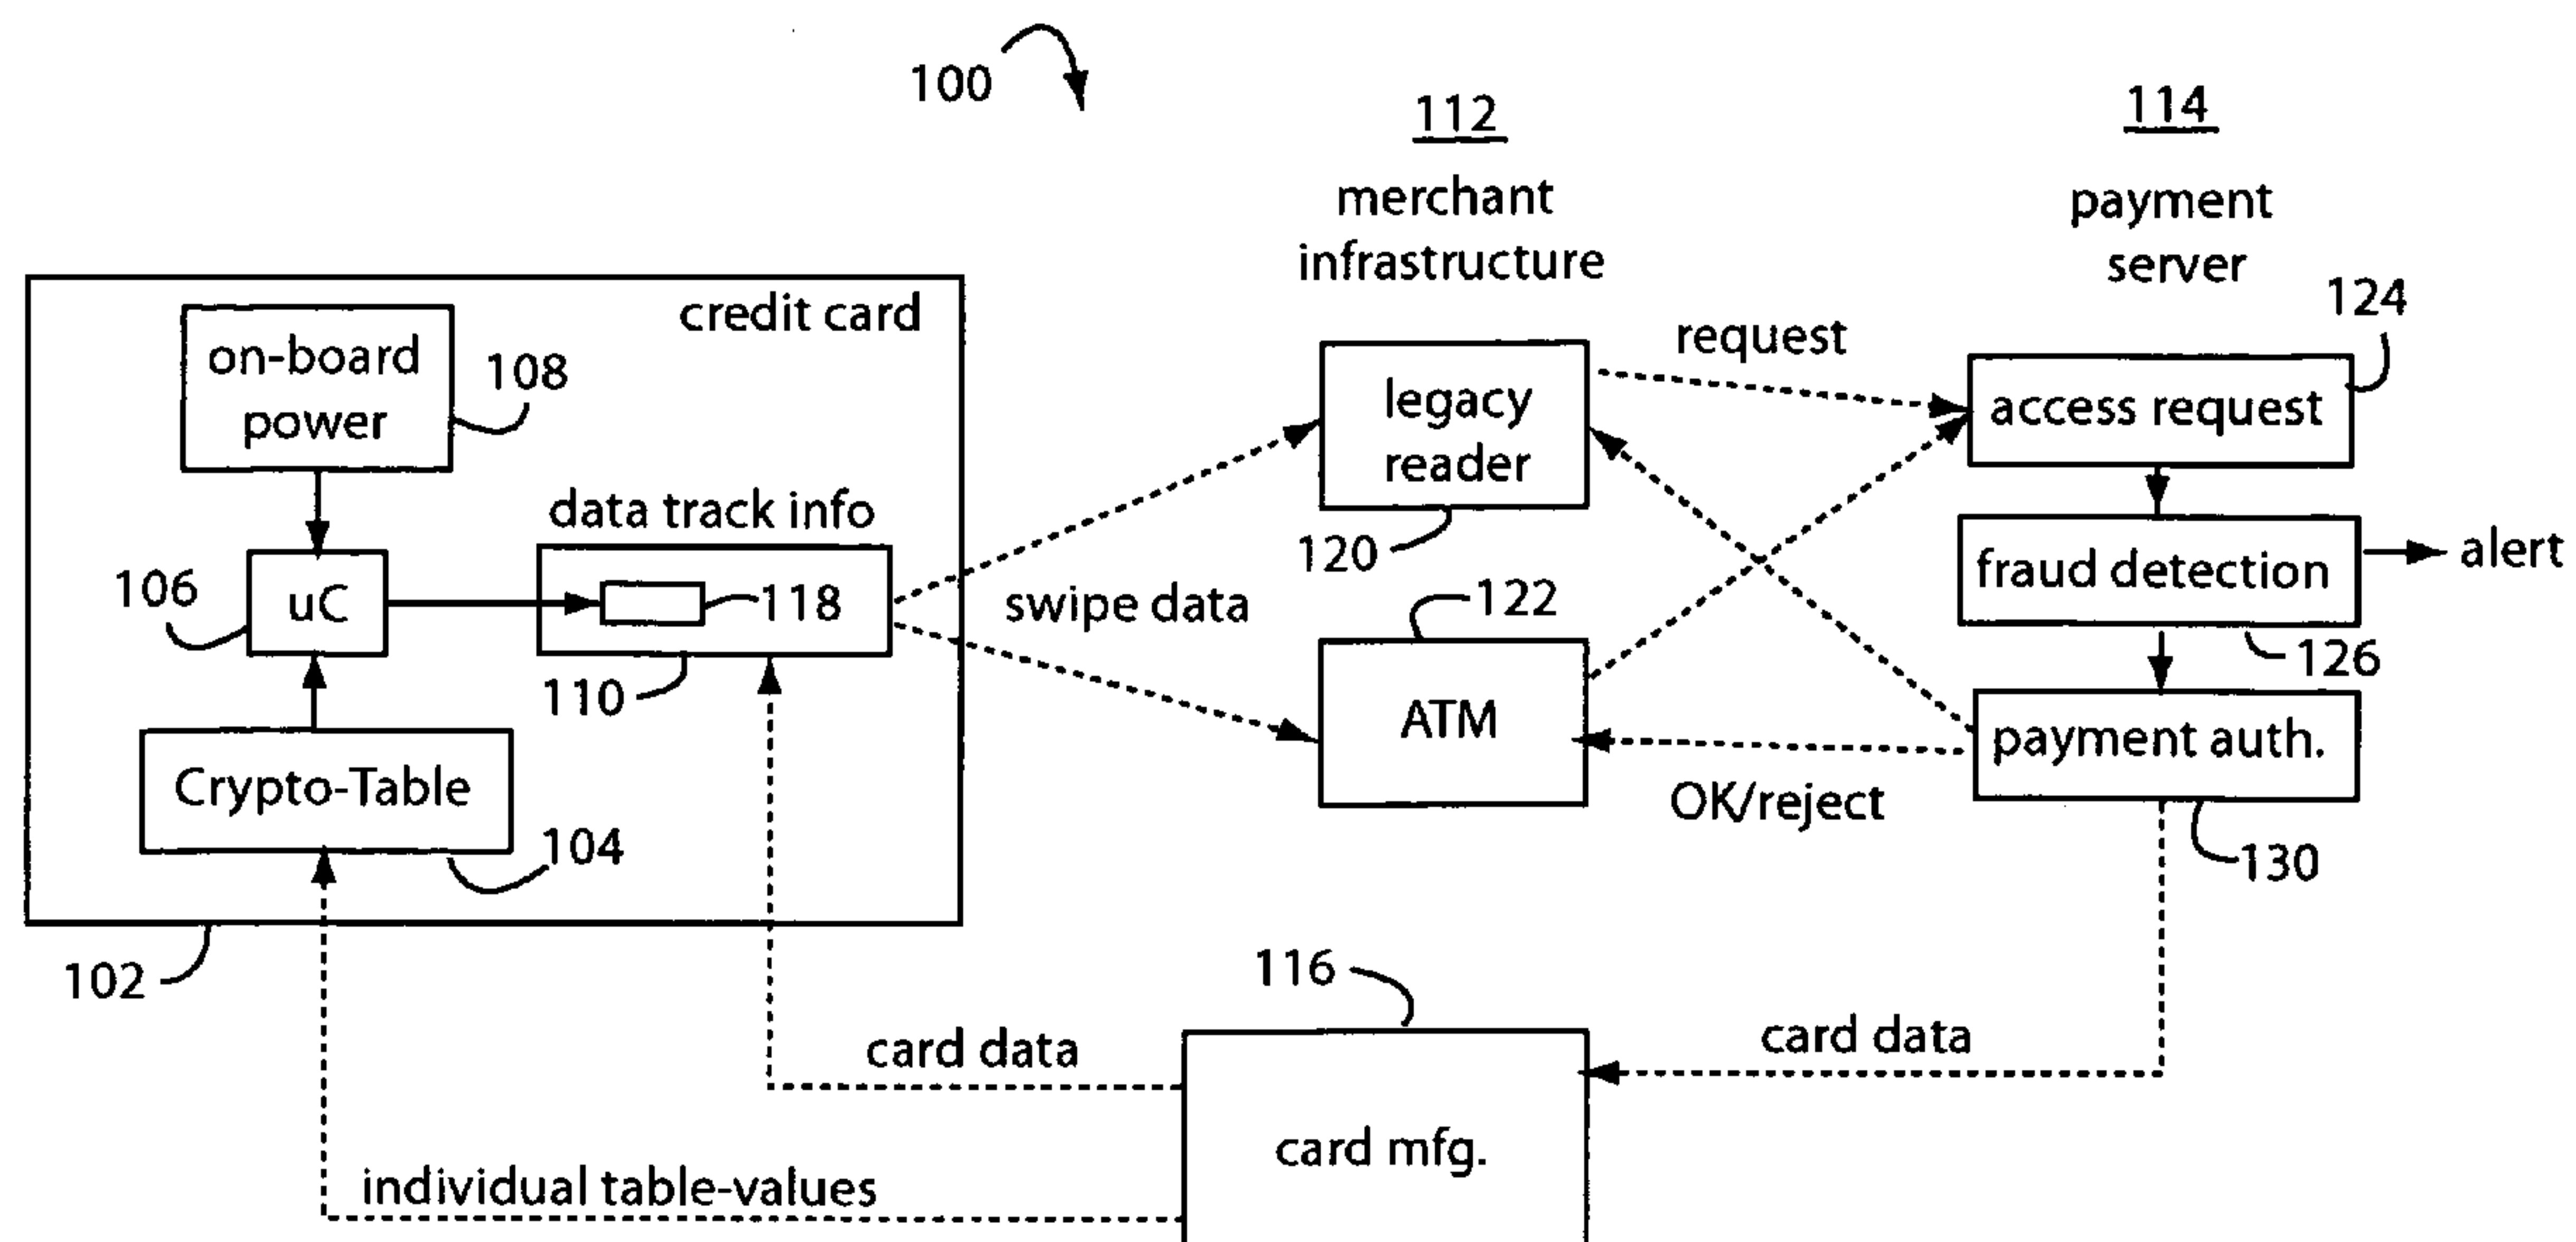 100
112
merchant
infrastructure
114
payment
server
124
credit card
on-board
power
108
data track info
106
uC
118
110
Crypto-Table
104
102
swipe data
legacy
reader
120
122
ATM
request
access request
fraud detection
alert
126
payment auth.
130
OK/reject
116
card data
card data
card mfg.
individual table-values